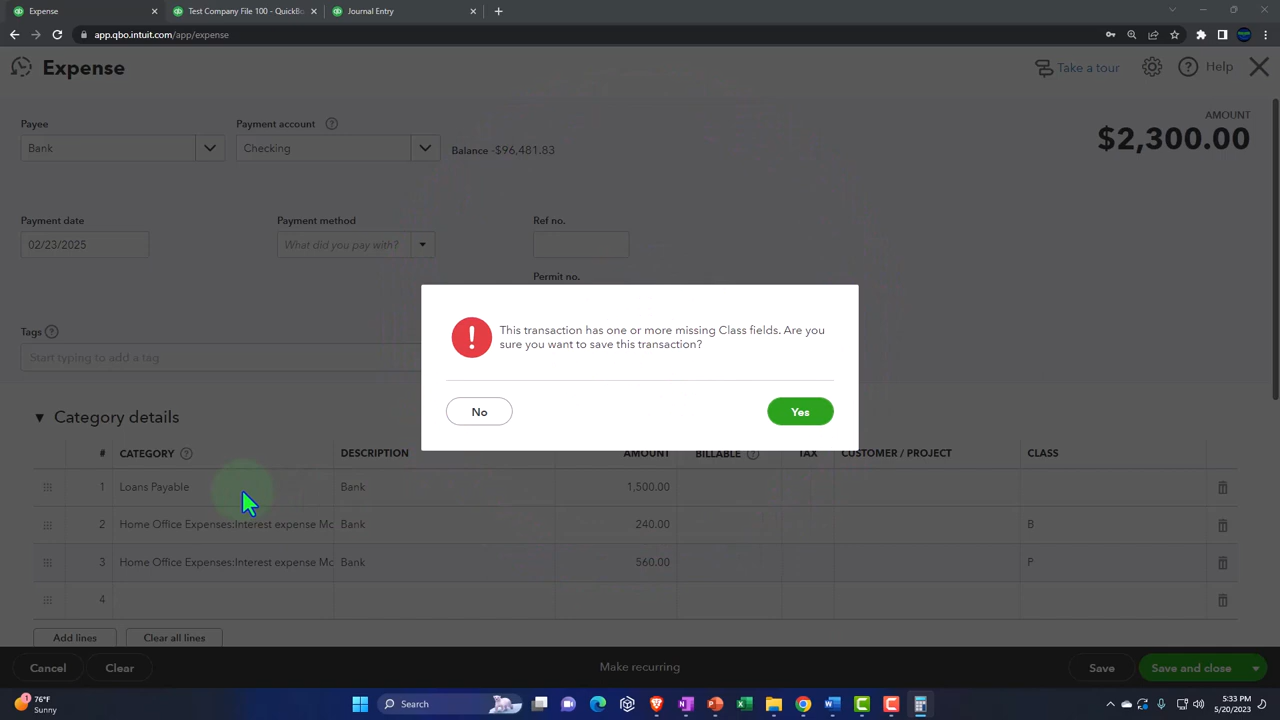 Expense
Test Company File 100 - QuickBo
Journal Entry
app.qbo.intuit.com/app/expense
Expense
Take a tour
Help
Payee
Payment account
AMOUNT
Bank
Checking
Balance -$96,481.83
$2,300.00
Payment date
Payment method
Ref no.
02/23/2025
What did you pay with?
Permit no.
This transaction has one or more missing Class fields. Are you
sure you want to save this transaction?
No
Yes
Tags
Start typing to add a tag
Category details
# CATEGORY DESCRIPTION AMOUNT BILLABLE TAX CUSTOMER / PROJECT CLASS
1 Loans Payable Bank 1,500.00
2 Home Office Expenses:Interest expense Mo Bank 240.00 B
3 Home Office Expenses:Interest expense Mo Bank 560.00 P
4
Add lines
Clear all lines
Cancel
Clear
Make recurring
Save
Save and close
76°F
Sunny
Search
5:33 PM
5/20/2023